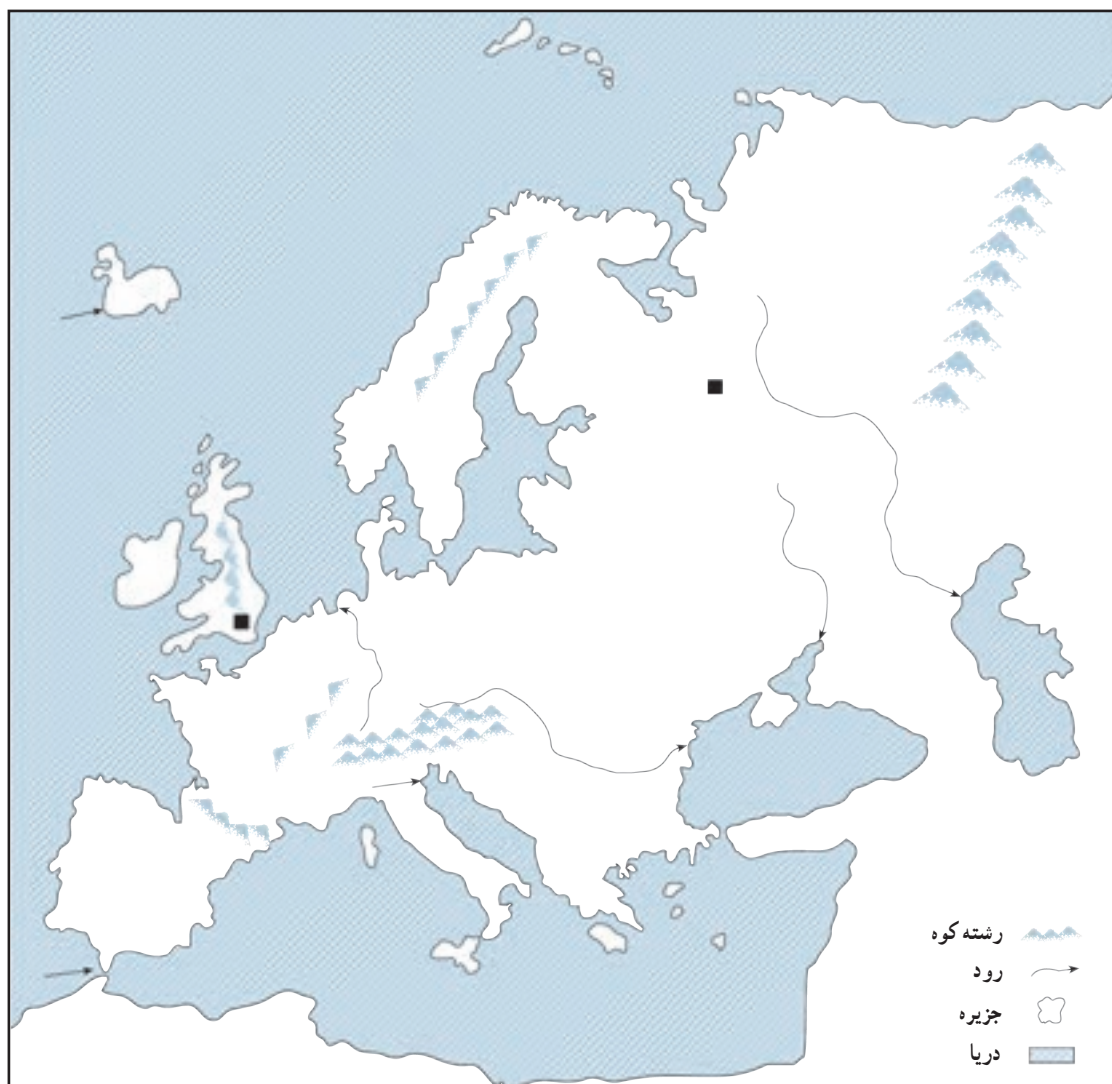 رشته کوه
رود
جزیره
دریا